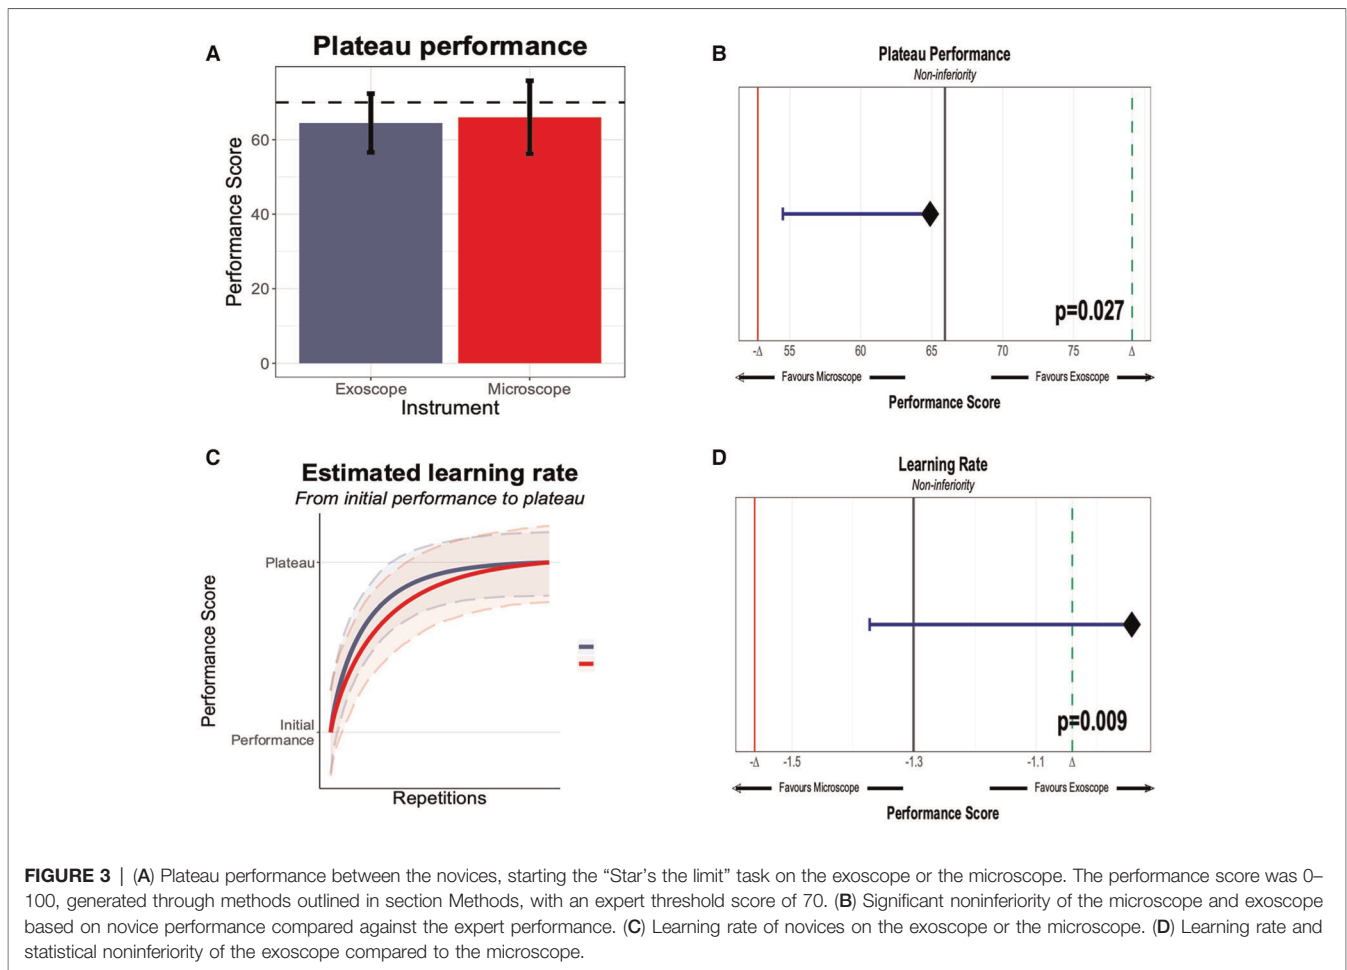 A
Plateau performance
Performance Score
60
40
20
0
Exoscope
Microscope
Instrument
B
Plateau Performance
Non-inferiority
p=0.027
-Δ
55
60
65
70
75
Δ
Favours Microscope
Favours Exoscope
Performance Score
C
Estimated learning rate
From initial performance to plateau
Performance Score
Plateau
Initial
Performance
Repetitions
D
Learning Rate
Non-inferiority
p=0.009
-Δ
-1.5
-1.3
-1.1
Δ
Favours Microscope
Favours Exoscope
Performance Score
FIGURE 3 | (A) Plateau performance between the novices, starting the “Star’s the limit” task on the exoscope or the microscope. The performance score was 0–
100, generated through methods outlined in section Methods, with an expert threshold score of 70. (B) Significant noninferiority of the microscope and exoscope
based on novice performance compared against the expert performance. (C) Learning rate of novices on the exoscope or the microscope. (D) Learning rate and
statistical noninferiority of the exoscope compared to the microscope.